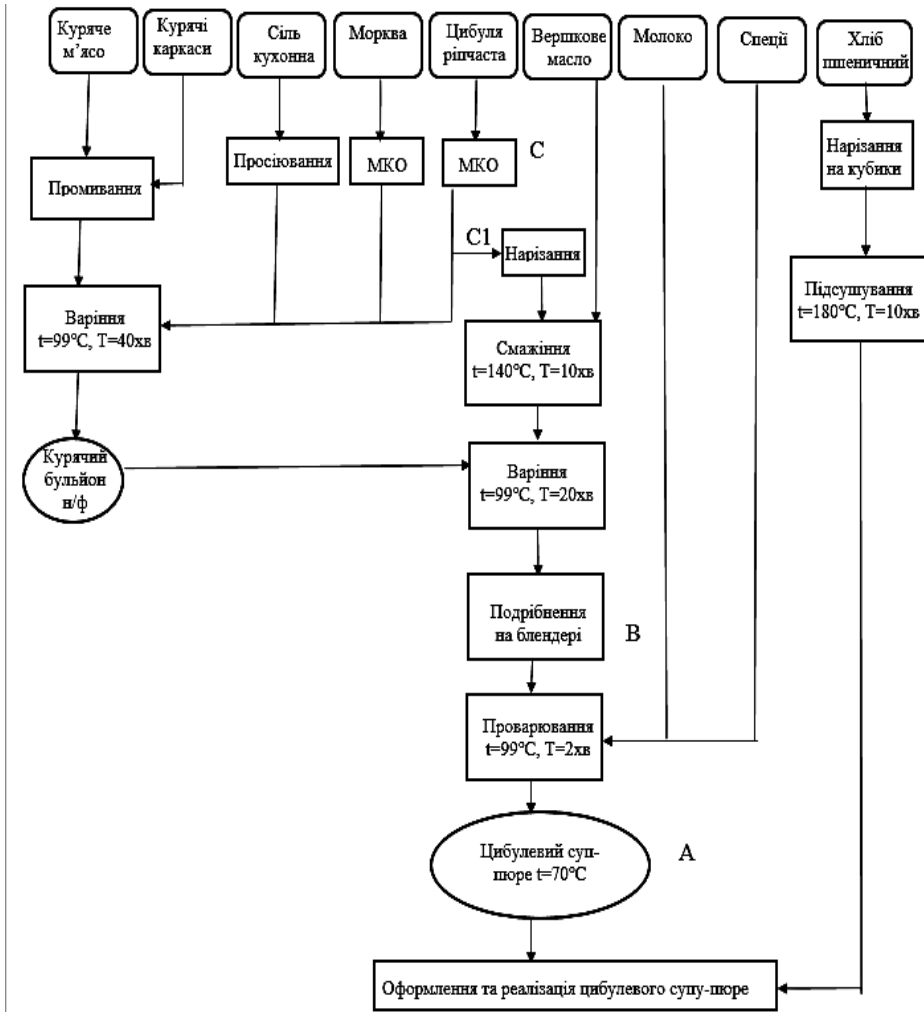 Куряче
м’ясо
Курячі
каркаси
Сіль
кухонна
Морква
Цибуля
ріпчаста
Вершкове
масло
Молоко
Спеції
Хліб
пшеничний
Промивання
Просіювання
МКО
МКО
С
Нарізання
на кубики
С1
Нарізання
Варіння
t=99°С, Т=40хв
Підсушування
t=180°С, Т=10хв
Смажіння
t=140°С, Т=10хв
Курячий
бульйон
н/ф
Варіння
t=99°С, Т=20хв
Подрібнення
на блендері
В
Проварювання
t=99°С, Т=2хв
Цибулевий суп-
пюре t=70°С
А
Оформлення та реалізація цибулевого супу-пюре